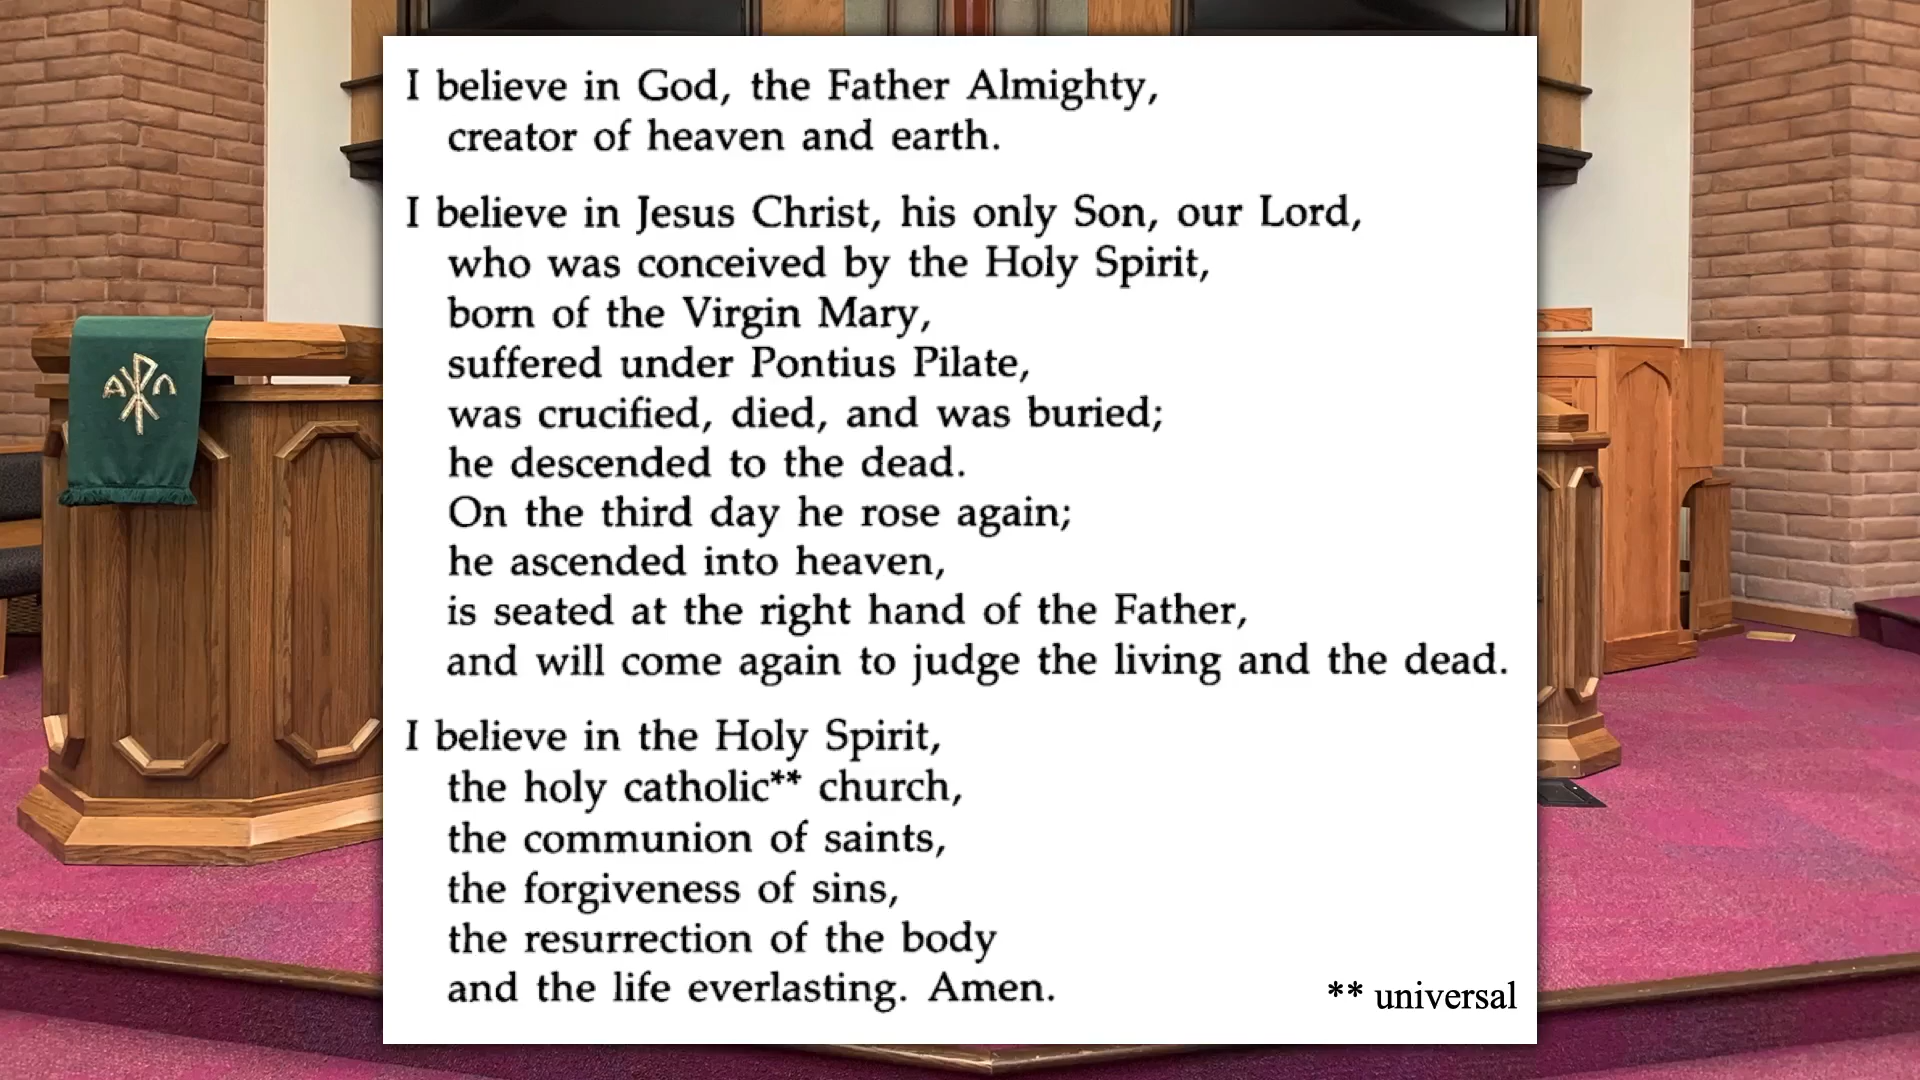 I believe in God, the Father Almighty,
creator of heaven and earth.
I believe in Jesus Christ, his only Son, our Lord,
who was conceived by the Holy Spirit,
born of the Virgin Mary,
suffered under Pontius Pilate,
was crucified, died, and was buried;
he descended to the dead.
On the third day he rose again;
he ascended into heaven,
is seated at the right hand of the Father,
and will come again to judge the living and the dead.
I believe in the Holy Spirit,
the holy catholic** church,
the communion of saints,
the forgiveness of sins,
the resurrection of the body
and the life everlasting. Amen.
** universal